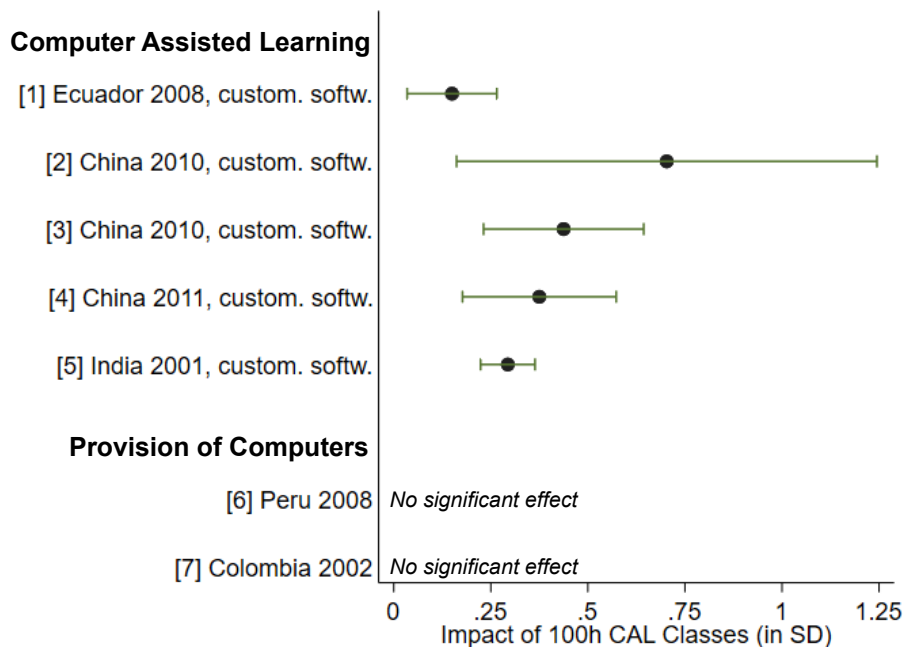 Computer Assisted Learning
[1] Ecuador 2008, custom. softw.
[2] China 2010, custom. softw.
[3] China 2010, custom. softw.
[4] China 2011, custom. softw.
[5] India 2001, custom. softw.
Provision of Computers
[6] Peru 2008 No significant effect
[7] Colombia 2002 No significant effect
0 .25 .5 .75 1 1.25
Impact of 100h CAL Classes (in SD)